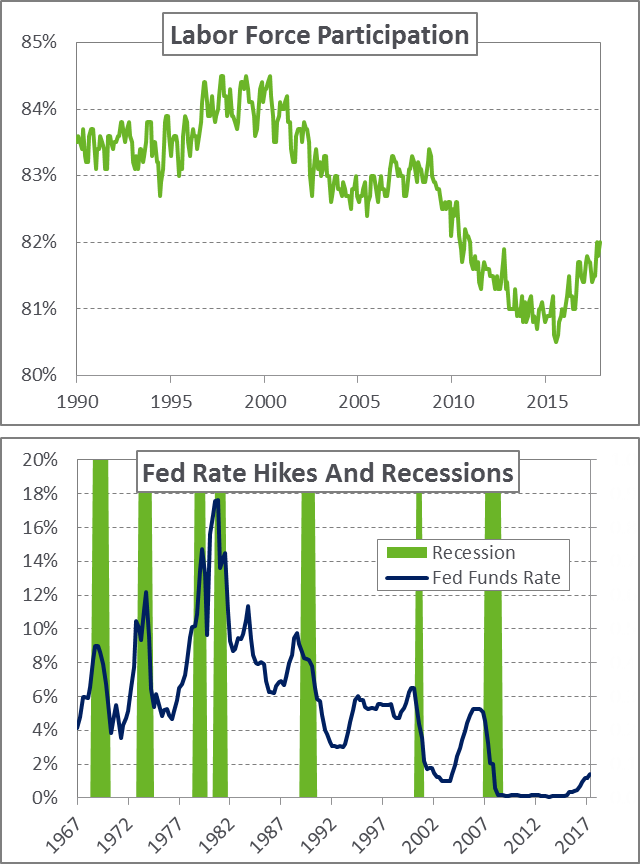 Labor Force Participation
85%
84%
83%
82%
81%
80%
1990 1995 2000 2005 2010 2015
Fed Rate Hikes And Recessions
20%
18%
16%
14%
12%
10%
8%
6%
4%
2%
0%
Recession
Fed Funds Rate
1967 1972 1977 1982 1987 1992 1997 2002 2007 2012 2017